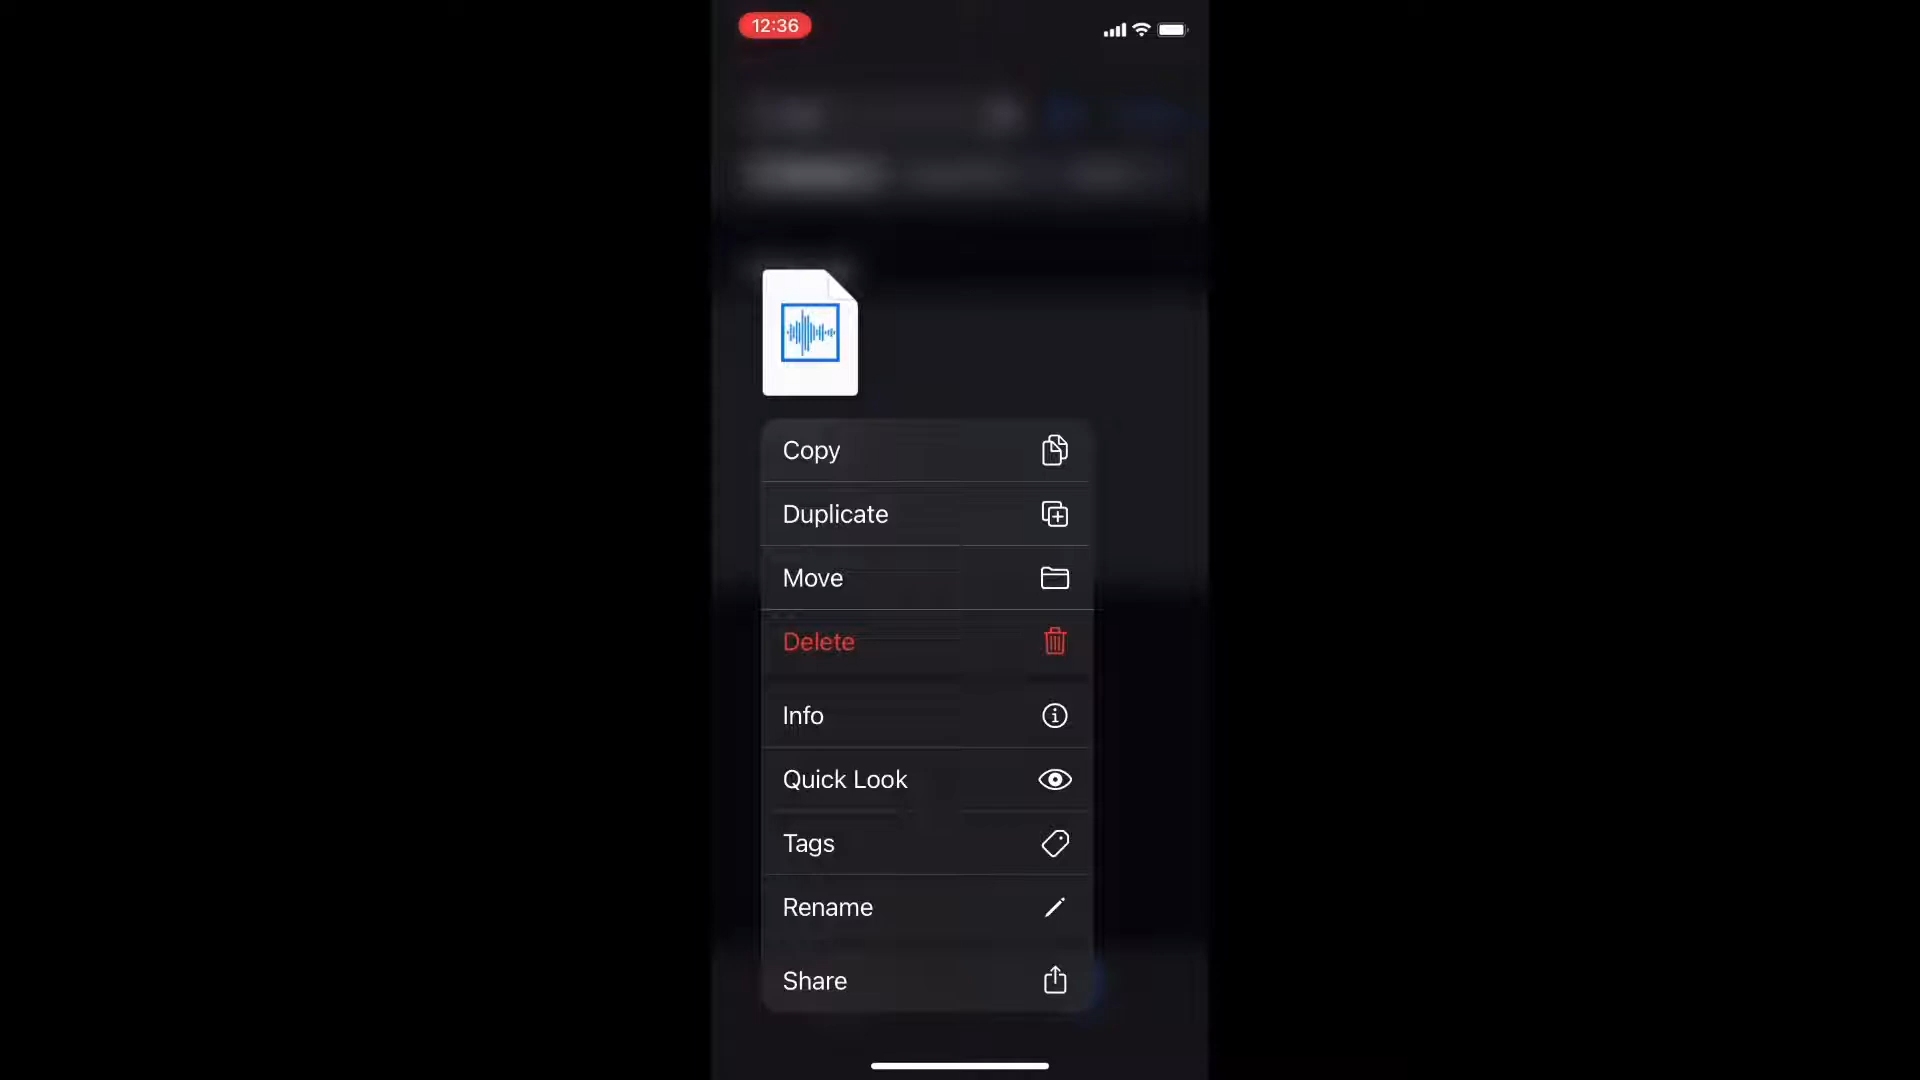 12:36
Copy
Duplicate
Move
Delete
Info
Quick Look
Tags
Rename
Share